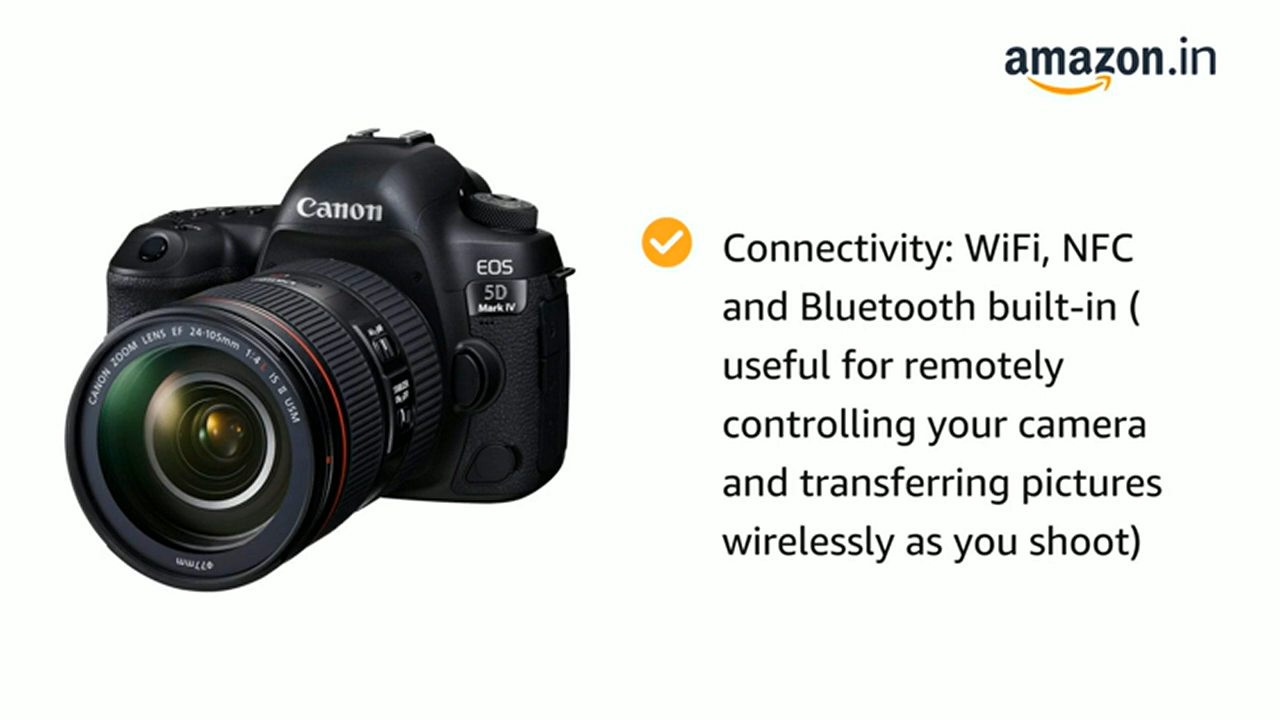 amazon.in
Canon
EOS
5D
Mark IV
CANON ZOOM LENS EF 24-105mm 1:4 L IS II USM
Φ77mm
Connectivity: WiFi, NFC
and Bluetooth built-in (
useful for remotely
controlling your camera
and transferring pictures
wirelessly as you shoot)